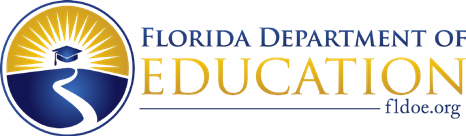 FLORIDA DEPARTMENT OF
EDUCATION
fldoe.org